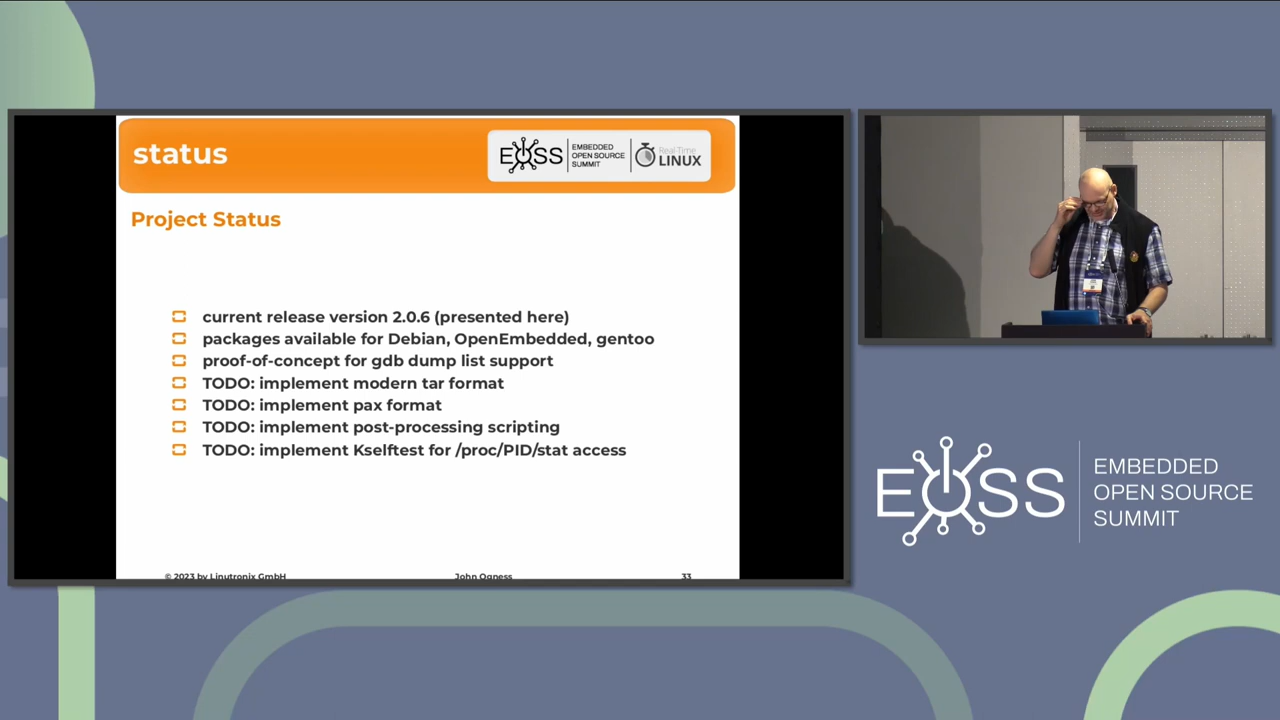 status
EOSS
EMBEDDED
OPEN SOURCE
SUMMIT
Real-Time
LINUX
Project Status
current release version 2.0.6 (presented here)
packages available for Debian, OpenEmbedded, gentoo
proof-of-concept for gdb dump list support
TODO: implement modern tar format
TODO: implement pax format
TODO: implement post-processing scripting
TODO: implement Kselftest for /proc/PID/stat access
© 2023 by Linutronix GmbH
John Ogness
33
EOSS
EMBEDDED
OPEN SOURCE
SUMMIT